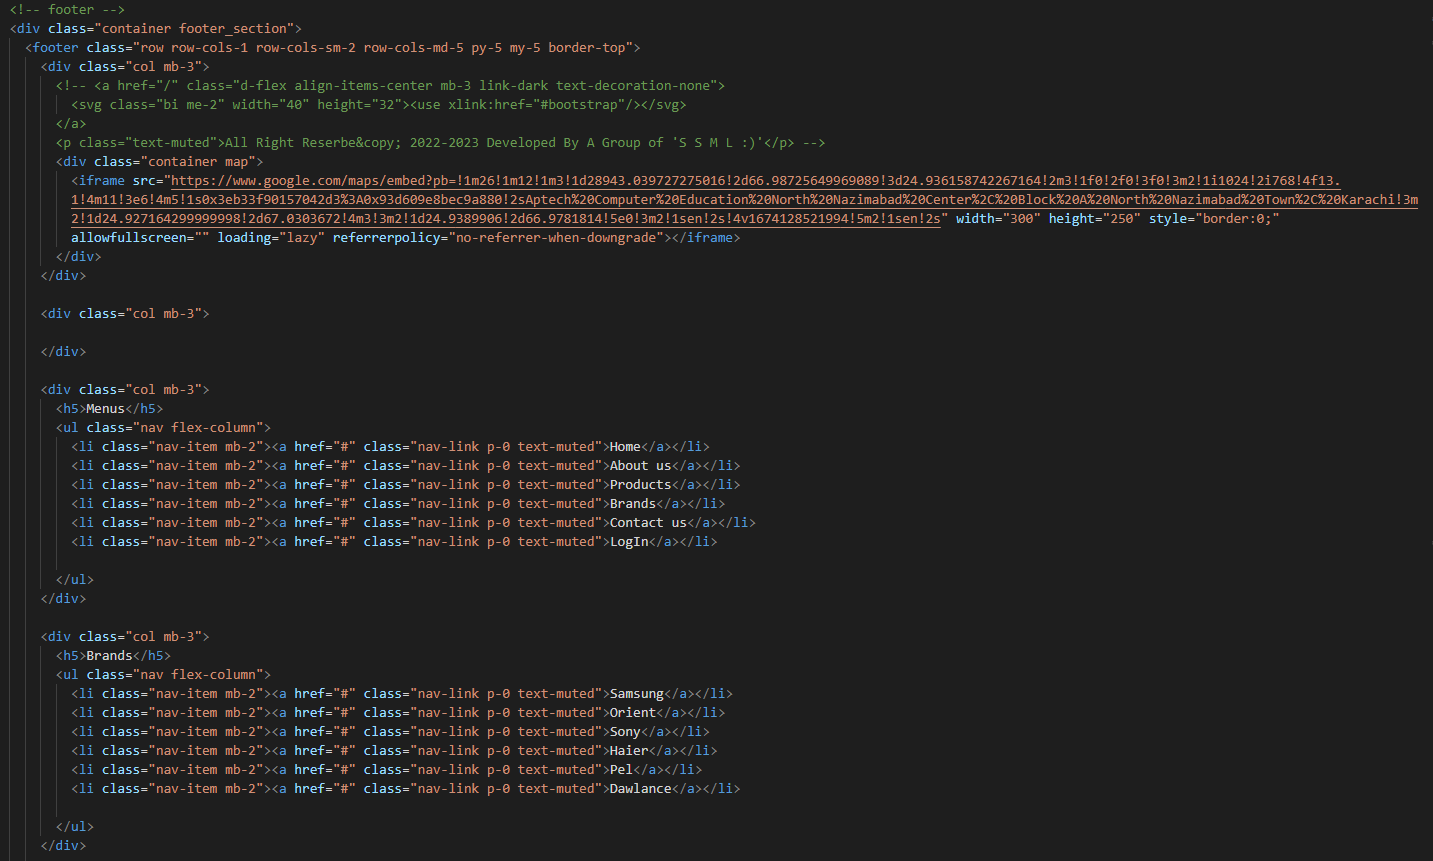 <!-- footer -->
<div class="container footer_section">
<footer class="row row-cols-1 row-cols-sm-2 row-cols-md-5 py-5 my-5 border-top">
<div class="col mb-3">
<!-- <a href="/" class="d-flex align-items-center mb-3 link-dark text-decoration-none">
<svg class="bi me-2" width="40" height="32"><use xlink:href="#bootstrap"/></svg>
</a>
<p class="text-muted">All Right Reserbe&copy; 2022-2023 Developed By A Group of 'S S M L :)'</p> -->
<div class="container map">
<iframe src="https://www.google.com/maps/embed?pb=!1m26!1m12!1m3!1d28943.039727275016!2d66.98725649969089!3d24.936158742267164!2m3!1f0!2f0!3f0!3m2!1i1024!2i768!4f13.
1!4m11!3e6!4m5!1s0x3eb33f90157042d3%3A0x93d609e8bec9a880!2sAptech%20Computer%20Education%20North%20Nazimabad%20Center%2C%20Block%20A%20North%20Nazimabad%20Town%2C%20Karachi!3m
2!1d24.927164299999998!2d67.0303672!4m3!3m2!1d24.9389906!2d66.9781814!5e0!3m2!1sen!2s!4v1674128521994!5m2!1sen!2s" width="300" height="250" style="border:0;"
allowfullscreen="" loading="lazy" referrerpolicy="no-referrer-when-downgrade"></iframe>
</div>
</div>
<div class="col mb-3">
</div>
<div class="col mb-3">
<h5>Menus</h5>
<ul class="nav flex-column">
<li class="nav-item mb-2"><a href="#" class="nav-link p-0 text-muted">Home</a></li>
<li class="nav-item mb-2"><a href="#" class="nav-link p-0 text-muted">About us</a></li>
<li class="nav-item mb-2"><a href="#" class="nav-link p-0 text-muted">Products</a></li>
<li class="nav-item mb-2"><a href="#" class="nav-link p-0 text-muted">Brands</a></li>
<li class="nav-item mb-2"><a href="#" class="nav-link p-0 text-muted">Contact us</a></li>
<li class="nav-item mb-2"><a href="#" class="nav-link p-0 text-muted">LogIn</a></li>
</ul>
</div>
<div class="col mb-3">
<h5>Brands</h5>
<ul class="nav flex-column">
<li class="nav-item mb-2"><a href="#" class="nav-link p-0 text-muted">Samsung</a></li>
<li class="nav-item mb-2"><a href="#" class="nav-link p-0 text-muted">Orient</a></li>
<li class="nav-item mb-2"><a href="#" class="nav-link p-0 text-muted">Sony</a></li>
<li class="nav-item mb-2"><a href="#" class="nav-link p-0 text-muted">Haier</a></li>
<li class="nav-item mb-2"><a href="#" class="nav-link p-0 text-muted">Pel</a></li>
<li class="nav-item mb-2"><a href="#" class="nav-link p-0 text-muted">Dawlance</a></li>
</ul>
</div>